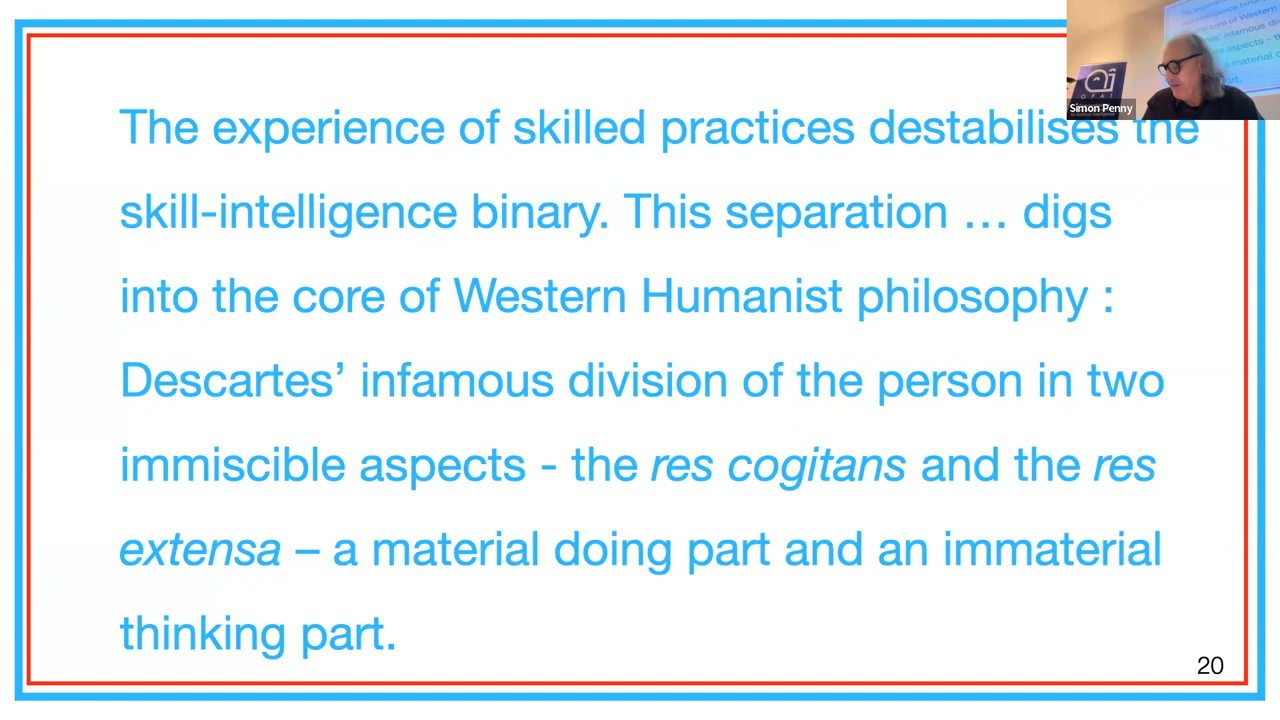 The experience of skilled practices destabilises the
skill-intelligence binary. This separation … digs
into the core of Western Humanist philosophy :
Descartes’ infamous division of the person in two
immiscible aspects - the res cogitans and the res
extensa – a material doing part and an immaterial
thinking part.
20
Simon Penny